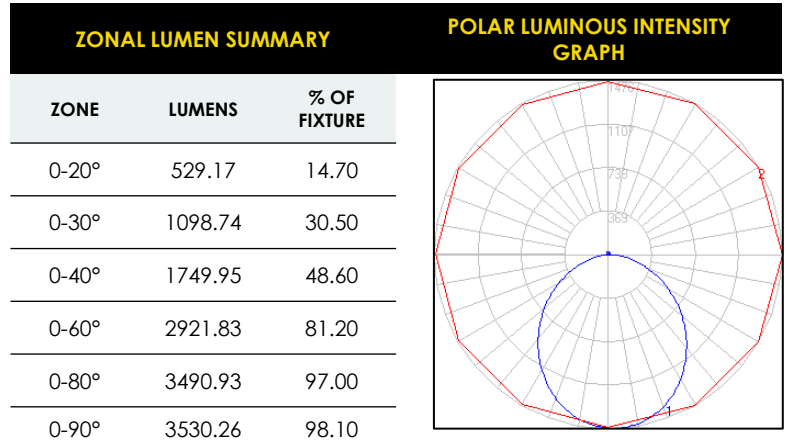 ZONAL LUMEN SUMMARY
POLAR LUMINOUS INTENSITY
GRAPH
ZONE LUMENS % OF
FIXTURE
0-20° 529.17 14.70
0-30° 1098.74 30.50
0-40° 1749.95 48.60
0-60° 2921.83 81.20
0-80° 3490.93 97.00
0-90° 3530.26 98.10
1107
738
369
2
1